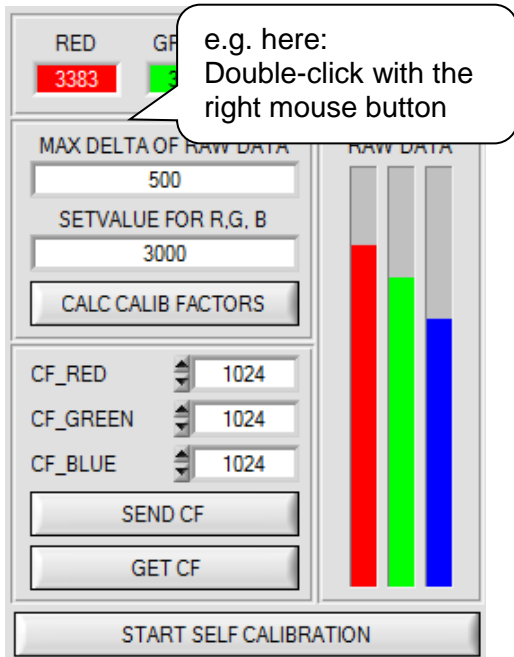 RED
3383
e.g. here:
Double-click with the
right mouse button
MAX DELTA OF RAW DATA
500
SETVALUE FOR R,G, B
3000
CALC CALIB FACTORS
RAW DATA
CF_RED 1024
CF_GREEN 1024
CF_BLUE 1024
SEND CF
GET CF
START SELF CALIBRATION